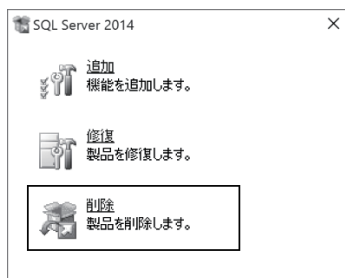 SQL Server 2014
追加
機能を追加します。
修復
製品を修復します。
削除
製品を削除します。